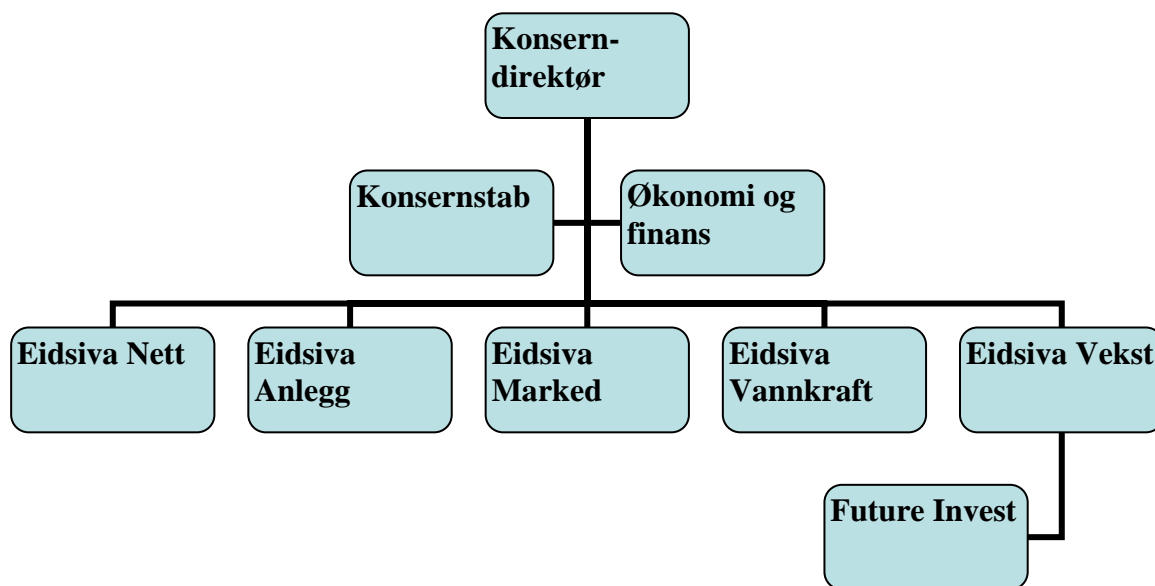 Konsern-
direktør
Konsernstab
Økonomi og
finans
Eidsiva Nett
Eidsiva
Anlegg
Eidsiva
Marked
Eidsiva
Vannkraft
Eidsiva Vekst
Future Invest